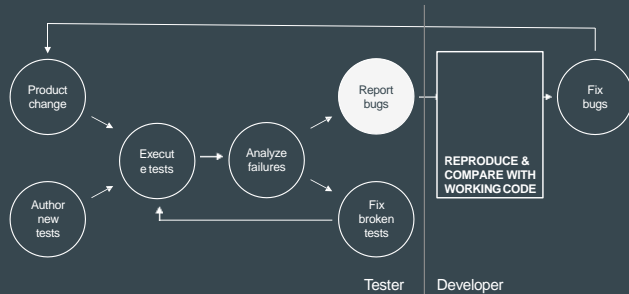 Product
change
Report
bugs
Fix
bugs
Execut
e tests
Analyze
failures
REPRODUCE &
COMPARE WITH
WORKING CODE
Author
new
tests
Fix
broken
tests
Tester
Developer